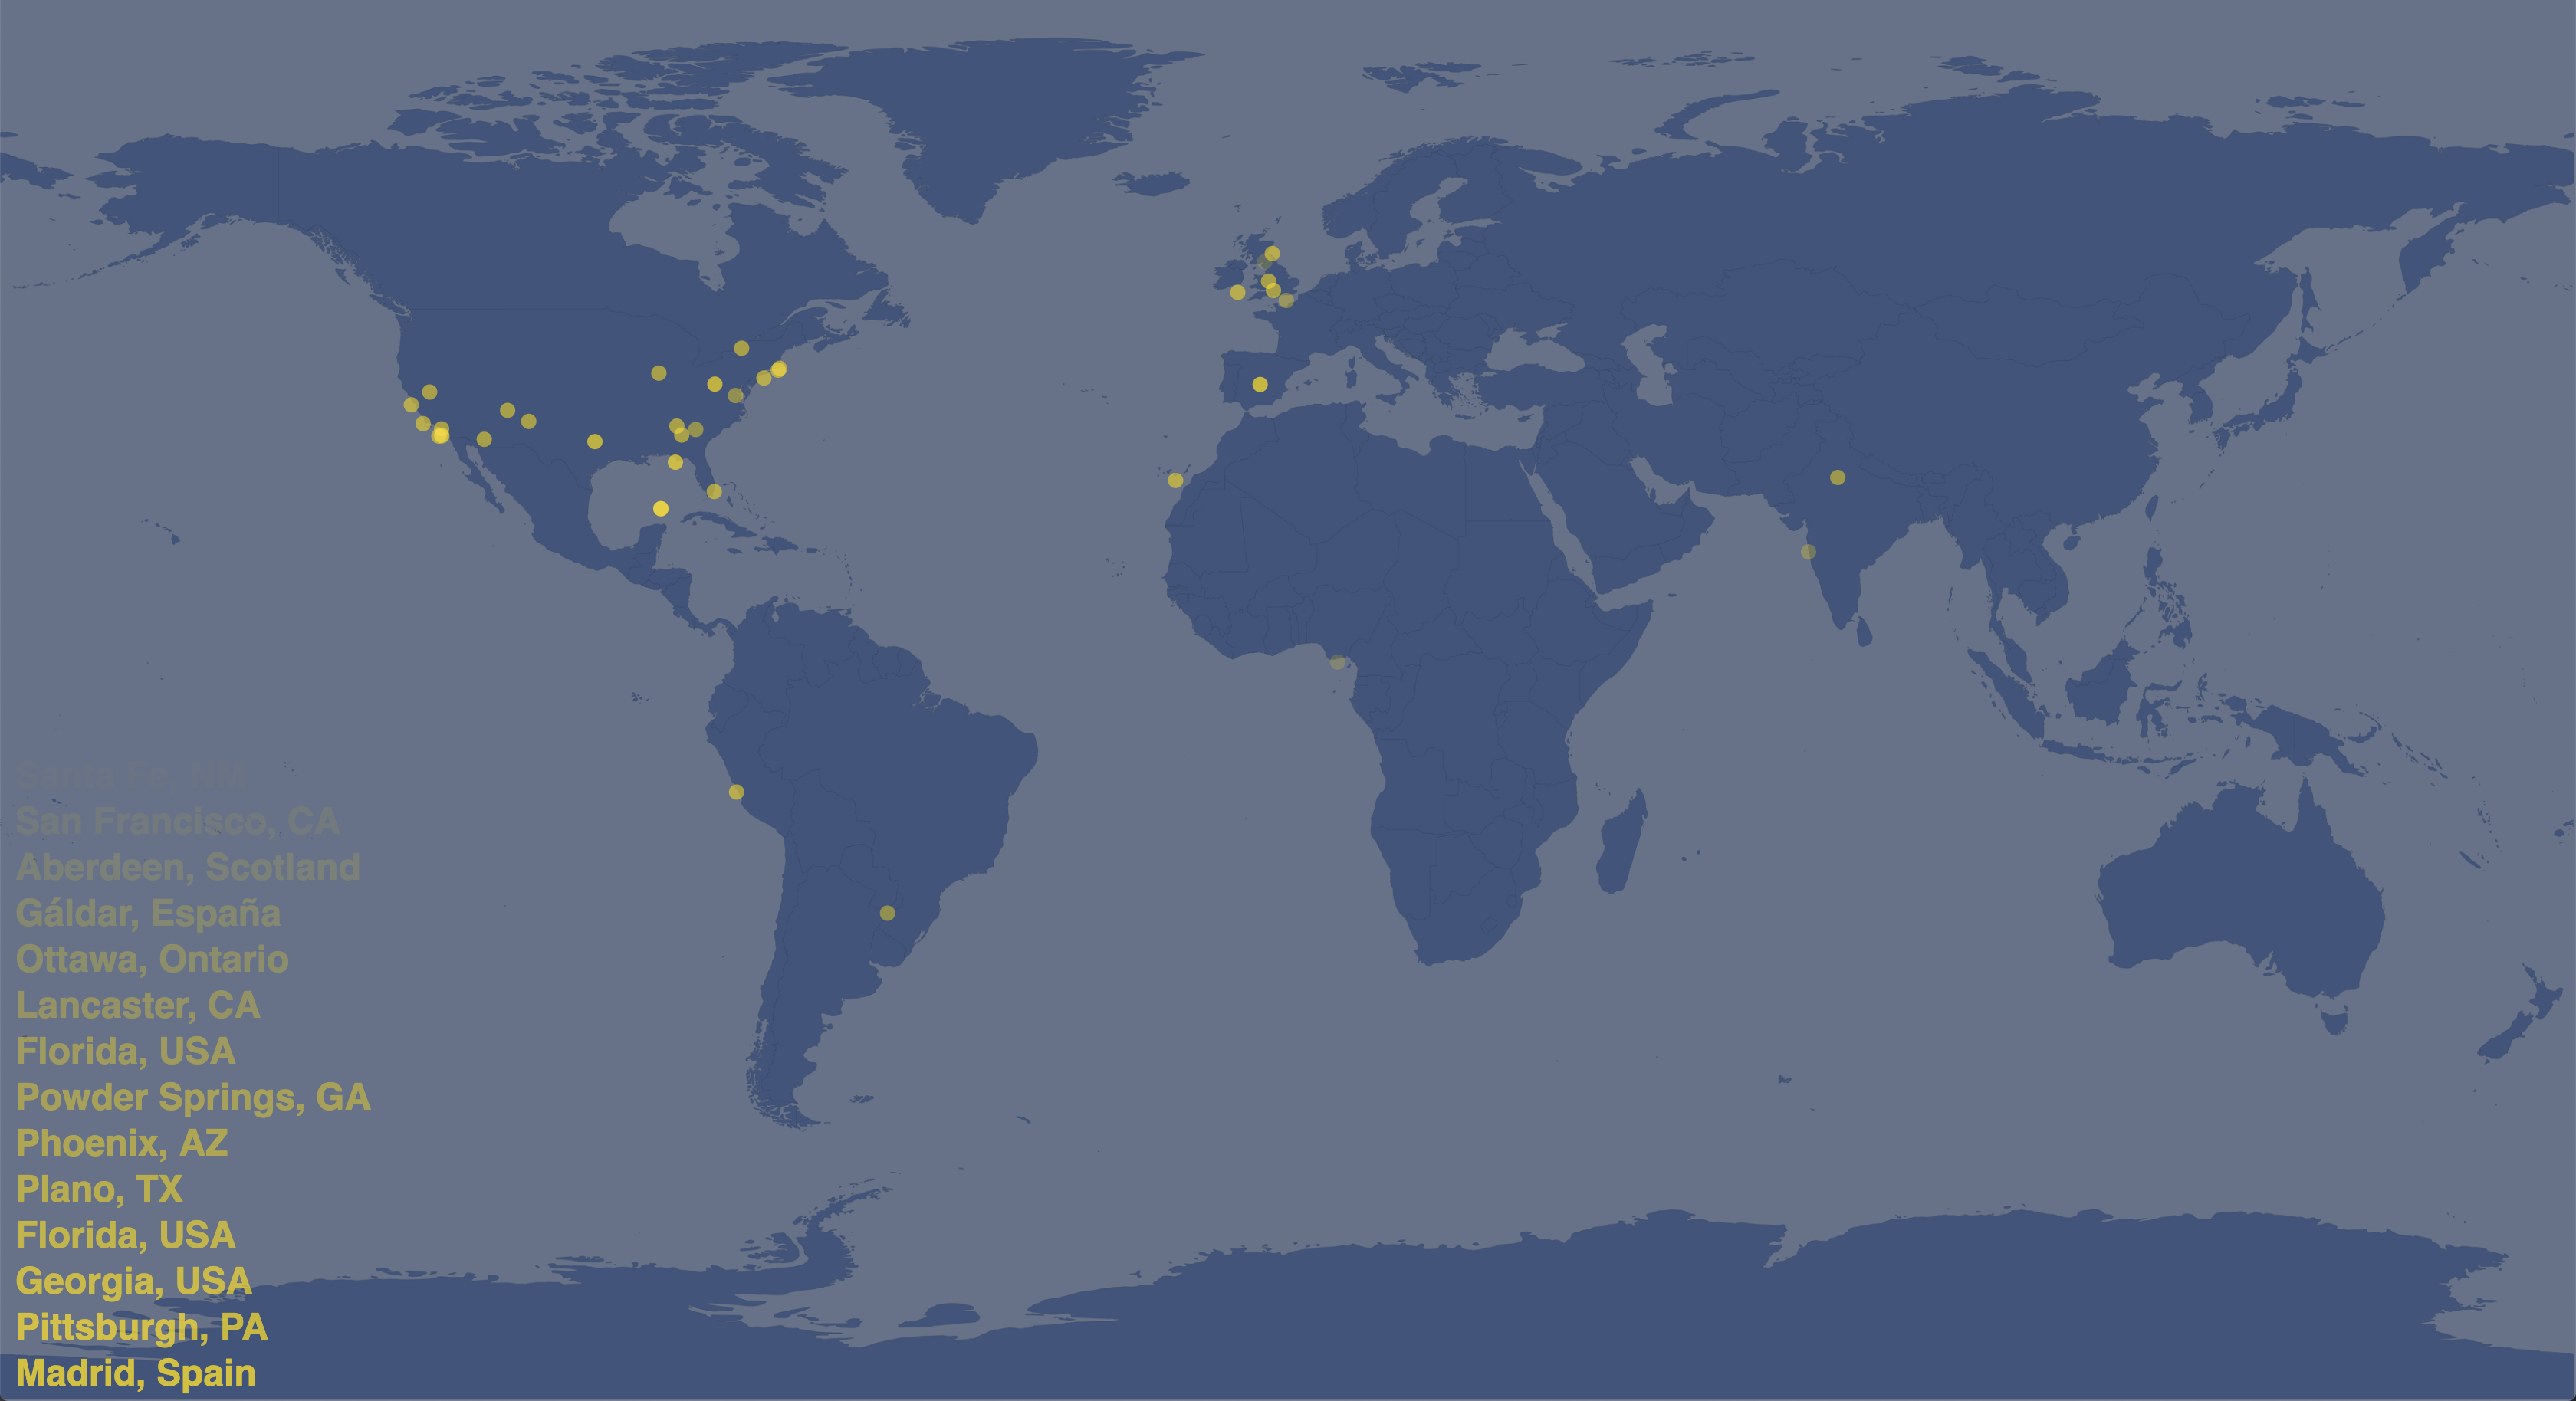 Santa Fe, NM
San Francisco, CA
Aberdeen, Scotland
Gáldar, España
Ottawa, Ontario
Lancaster, CA
Florida, USA
Powder Springs, GA
Phoenix, AZ
Plano, TX
Florida, USA
Georgia, USA
Pittsburgh, PA
Madrid, Spain